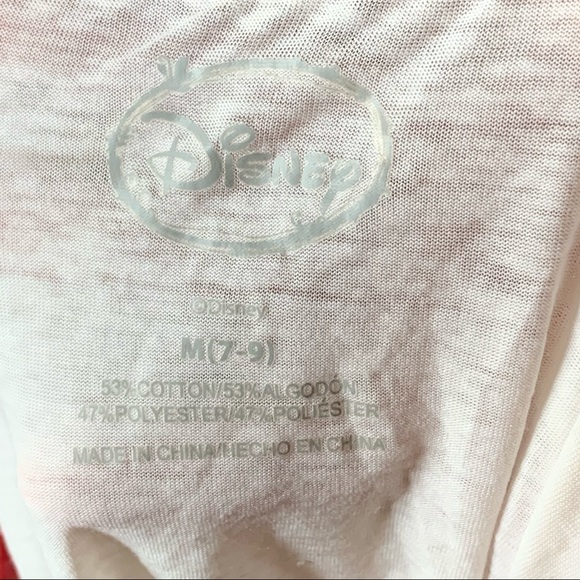 Disney
©Disney
M(7-9)
53%COTTON/53%ALGODÓN
47%POLYESTER/47%POLIÉSTER
MADE IN CHINA/HECHO EN CHINA